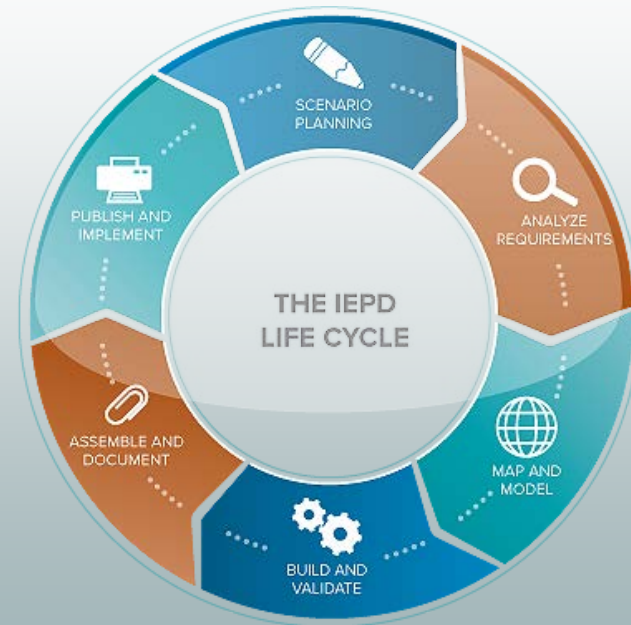 SCENARIO
PLANNING
ANALYZE
REQUIREMENTS
MAP AND
MODEL
BUILD AND
VALIDATE
ASSEMBLE AND
DOCUMENT
PUBLISH AND
IMPLEMENT
THE IEPD
LIFE CYCLE